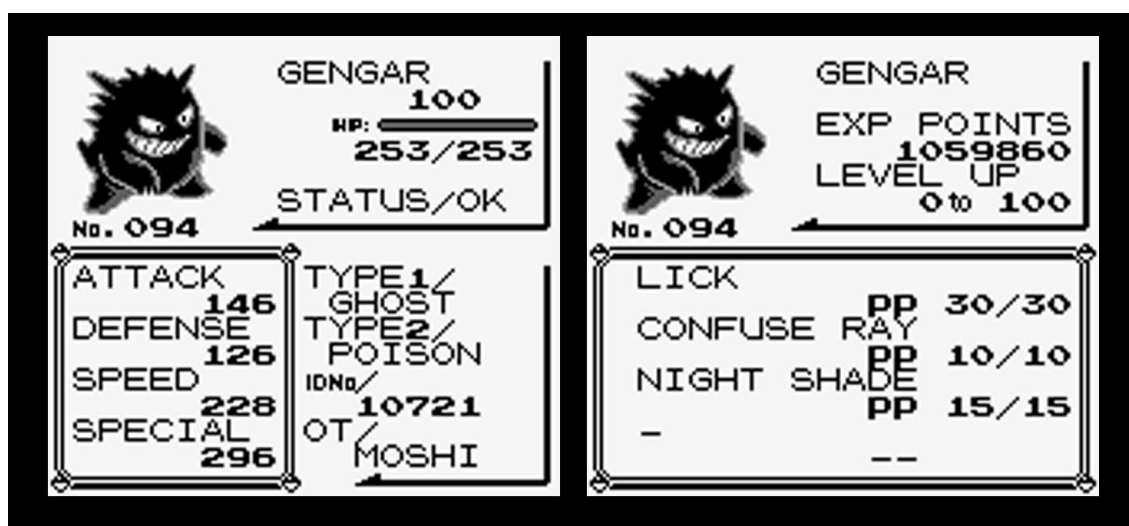 GENGAR
100
HP:
253/253
STATUS/OK
No. 094
ATTACK
146
DEFENSE
126
SPEED
228
SPECIAL
296
TYPE1/
GHOST
TYPE2/
POISON
IDNo/
10721
OT/
MOSHI
GENGAR
EXP POINTS
1059860
LEVEL UP
0 to 100
No. 094
LICK
PP 30/30
CONFUSE RAY
PP 10/10
NIGHT SHADE
PP 15/15
-
--